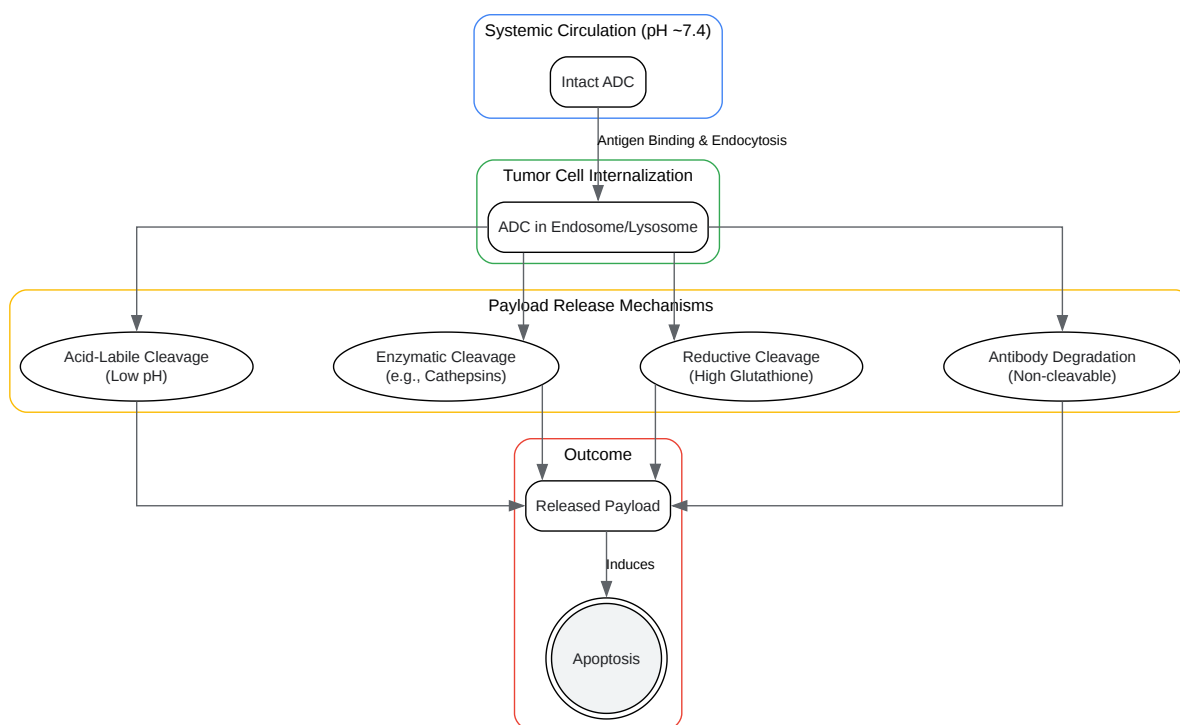 Systemic Circulation (pH ~7.4)
Intact ADC
Antigen Binding & Endocytosis
Tumor Cell Internalization
ADC in Endosome/Lysosome
Payload Release Mechanisms
Acid-Labile Cleavage
(Low pH)
Enzymatic Cleavage
(e.g., Cathepsins)
Reductive Cleavage
(High Glutathione)
Antibody Degradation
(Non-cleavable)
Outcome
Released Payload
Induces
Apoptosis